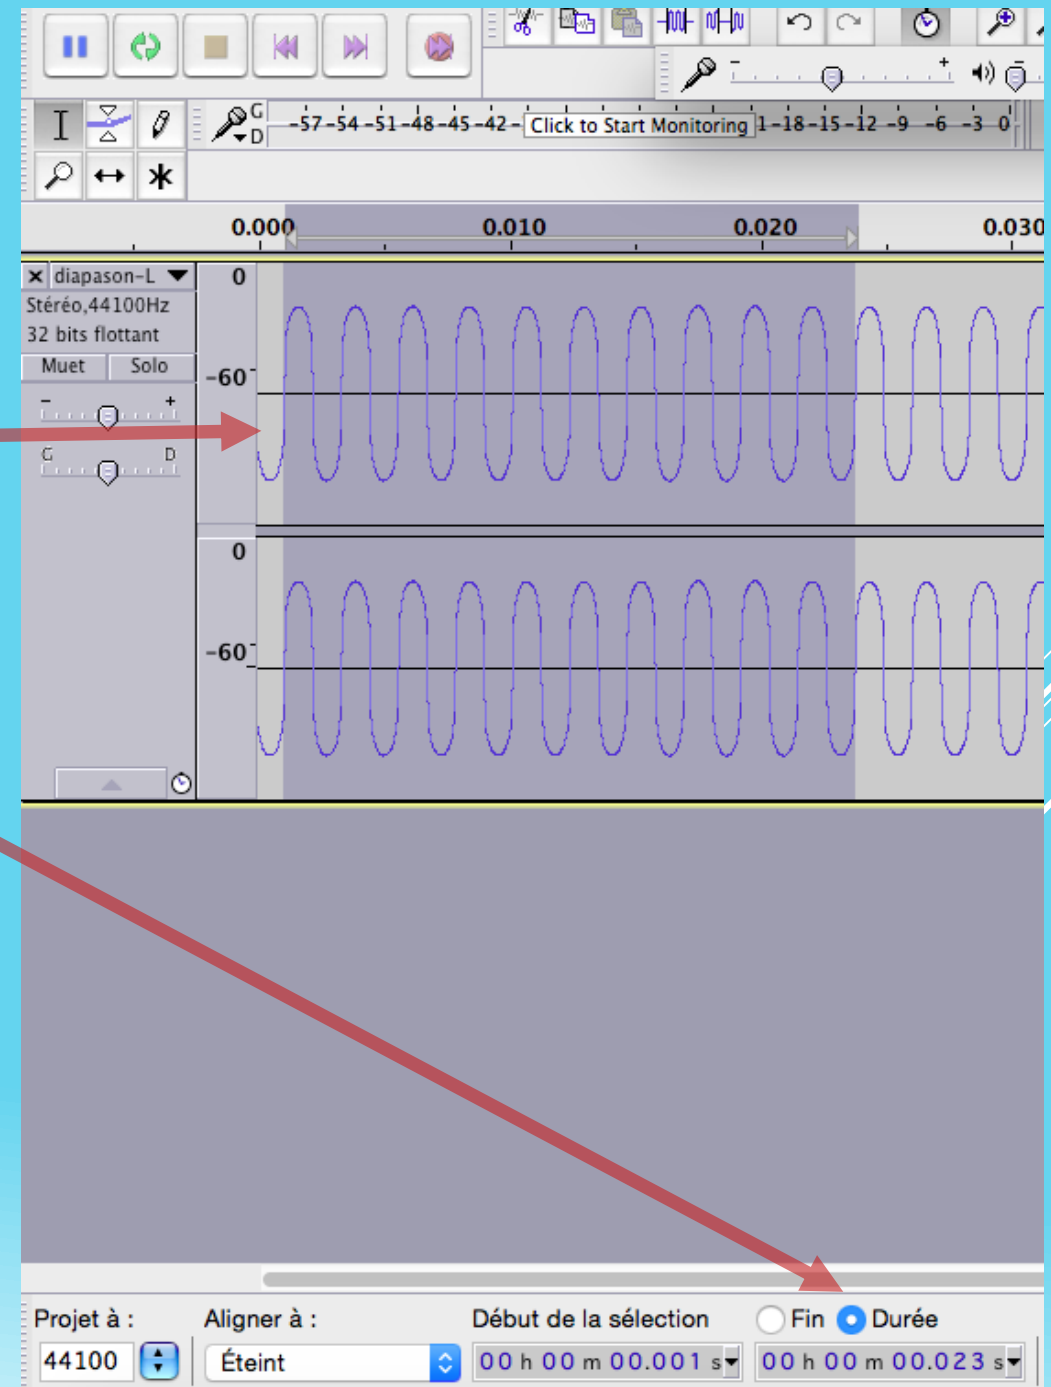 G
D
-57 -54 -51 -48 -45 -42 - Click to Start Monitoring 1 -18 -15 -12 -9 -6 -3 0
0.000 0.010 0.020 0.030
× diapason-L
Stéréo,44100Hz
32 bits flottant
Muet Solo
- +
G D
0
-60
0
-60
Projet à : Aligner à : Début de la sélection Fin Durée
44100 Éteint 00 h 00 m 00.001 s 00 h 00 m 00.023 s